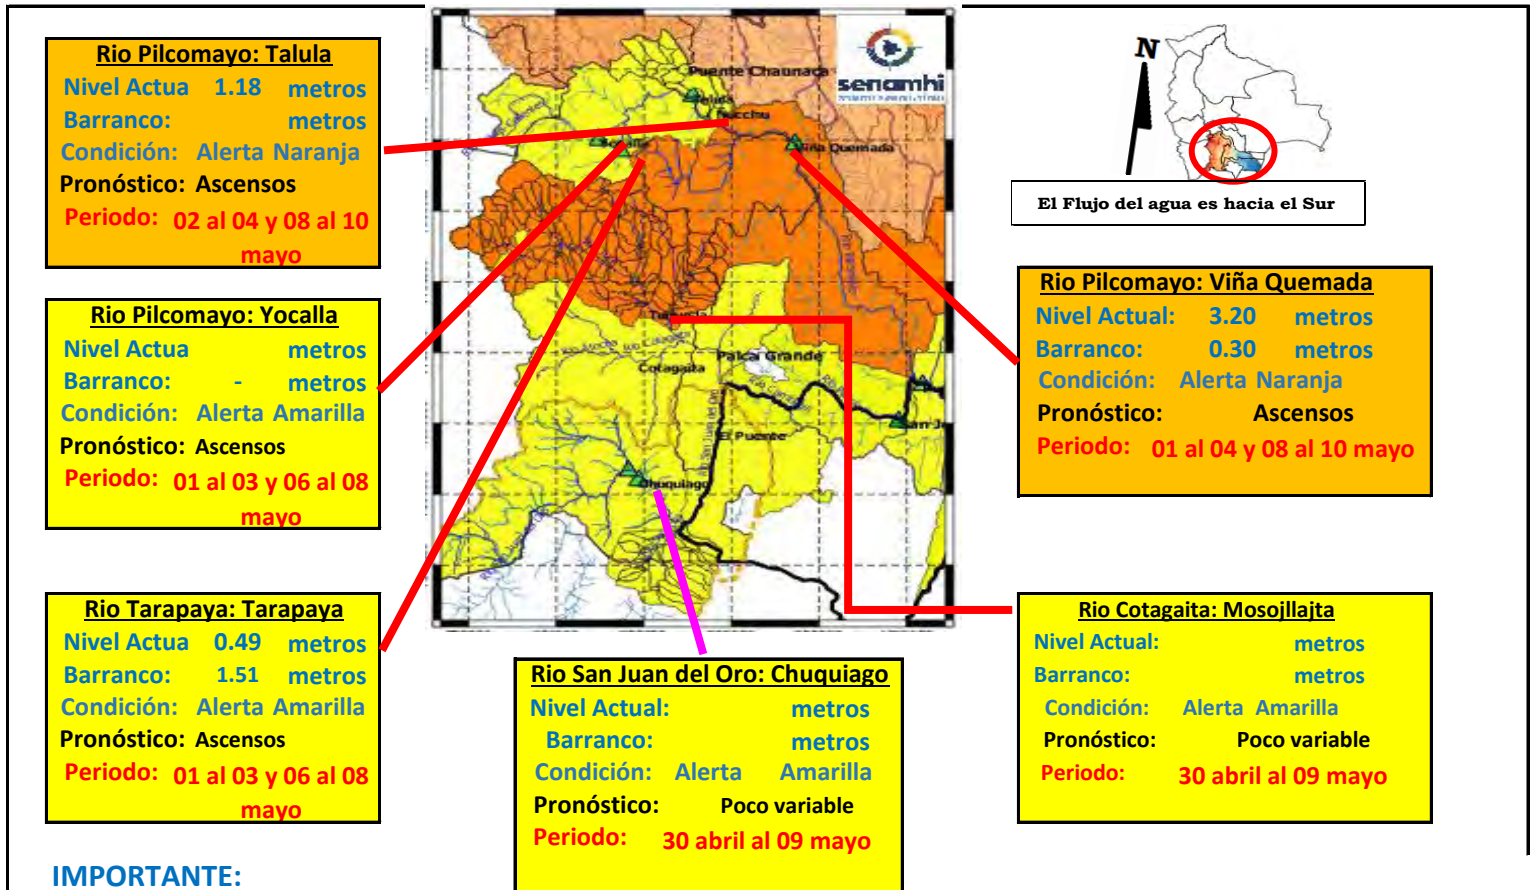 Rio Pilcomayo: Talula
Nivel Actua 1.18 metros
Barranco: metros
Condición: Alerta Naranja
Pronóstico: Ascensos
Periodo: 02 al 04 y 08 al 10
mayo
Rio Pilcomayo: Yocalla
Nivel Actua metros
Barranco: - metros
Condición: Alerta Amarilla
Pronóstico: Ascensos
Periodo: 01 al 03 y 06 al 08
mayo
Rio Tarapaya: Tarapaya
Nivel Actua 0.49 metros
Barranco: 1.51 metros
Condición: Alerta Amarilla
Pronóstico: Ascensos
Periodo: 01 al 03 y 06 al 08
mayo
IMPORTANTE:
senamhi
Puente Chaunaca
Viña Quemada
Palca Grande
Cotagaita
El Puente
Chuquiago
Rio San Juan del Oro
Rio San Juan del Oro: Chuquiago
Nivel Actual: metros
Barranco: metros
Condición: Alerta Amarilla
Pronóstico: Poco variable
Periodo: 30 abril al 09 mayo
N
El Flujo del agua es hacia el Sur
Rio Pilcomayo: Viña Quemada
Nivel Actual: 3.20 metros
Barranco: 0.30 metros
Condición: Alerta Naranja
Pronóstico: Ascensos
Periodo: 01 al 04 y 08 al 10 mayo
Rio Cotagaita: Mosojllajta
Nivel Actual: metros
Barranco: metros
Condición: Alerta Amarilla
Pronóstico: Poco variable
Periodo: 30 abril al 09 mayo